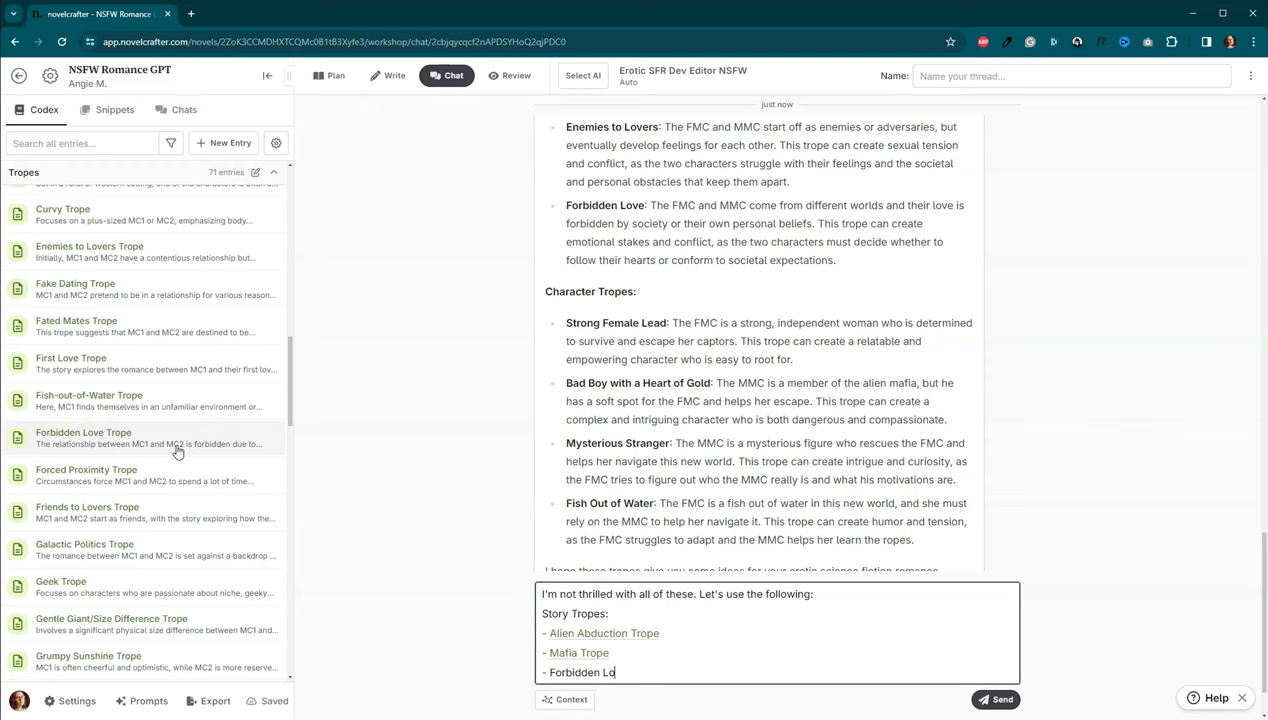 novelcrafter - NSFW Romance G
app.novelcrafter.com/novels/2ZoK3CCMDHXTCQMc0B1tB3Xyfe3/workshop/chat/2cbjqycqcf2nAPDSYHoQ2qjPDC0
NSFW Romance GPT
Angie M.
Plan
Write
Chat
Review
Select AI
Erotic SFR Dev Editor NSFW
Auto
Name:
Name your thread...
Codex
Snippets
Chats
Search all entries...
New Entry
Tropes
71 entries
Curvy Trope
Focuses on a plus-sized MC1 or MC2, emphasizing body...
Enemies to Lovers Trope
Initially, MC1 and MC2 have a contentious relationship but...
Fake Dating Trope
MC1 and MC2 pretend to be in a relationship for various reason...
Fated Mates Trope
This trope suggests that MC1 and MC2 are destined to be...
First Love Trope
The story explores the romance between MC1 and their first lov...
Fish-out-of-Water Trope
Here, MC1 finds themselves in an unfamiliar environment or...
Forbidden Love Trope
The relationship between MC1 and MC2 is forbidden due to...
Forced Proximity Trope
Circumstances force MC1 and MC2 to spend a lot of time...
Friends to Lovers Trope
MC1 and MC2 start as friends, with the story exploring how the...
Galactic Politics Trope
The romance between MC1 and MC2 is set against a backdrop ...
Geek Trope
Focuses on characters who are passionate about niche, geeky...
Gentle Giant/Size Difference Trope
Involves a significant physical size difference between MC1 and...
Grumpy Sunshine Trope
MC1 is often cheerful and optimistic, while MC2 is more reserve...
Settings
Prompts
Export
Saved
just now
Enemies to Lovers: The FMC and MMC start off as enemies or adversaries, but
eventually develop feelings for each other. This trope can create sexual tension
and conflict, as the two characters struggle with their feelings and the societal
and personal obstacles that keep them apart.
Forbidden Love: The FMC and MMC come from different worlds and their love is
forbidden by society or their own personal beliefs. This trope can create
emotional stakes and conflict, as the two characters must decide whether to
follow their hearts or conform to societal expectations.
Character Tropes:
Strong Female Lead: The FMC is a strong, independent woman who is determined
to survive and escape her captors. This trope can create a relatable and
empowering character who is easy to root for.
Bad Boy with a Heart of Gold: The MMC is a member of the alien mafia, but he
has a soft spot for the FMC and helps her escape. This trope can create a
complex and intriguing character who is both dangerous and compassionate.
Mysterious Stranger: The MMC is a mysterious figure who rescues the FMC and
helps her navigate this new world. This trope can create intrigue and curiosity, as
the FMC tries to figure out who the MMC really is and what his motivations are.
Fish Out of Water: The FMC is a fish out of water in this new world, and she must
rely on the MMC to help her navigate it. This trope can create humor and tension,
as the FMC struggles to adapt and the MMC helps her learn the ropes.
I hope these tropes give you some ideas for your erotic science fiction romance
I'm not thrilled with all of these. Let's use the following:
Story Tropes:
- Alien Abduction Trope
- Mafia Trope
- Forbidden Lo
Context
Send
Help